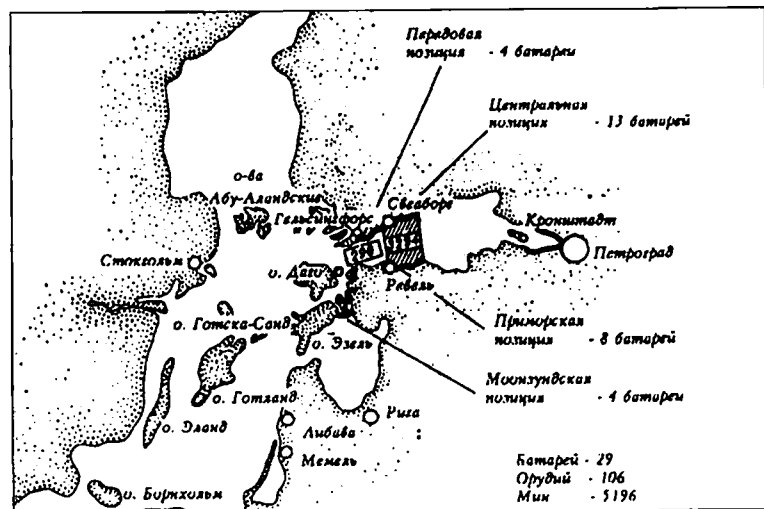 Передовая
позиция - 4 батареи
Центральная
позиция - 13 батарей
о-ва
Або-Аландские
Гельсингфорс
Свеаборг
Кронштадт
Петроград
Стокгольм
о. Даго
Ревель
о. Готска-Санд
о. Эзель
Приморская
позиция - 8 батарей
Моонзундская
позиция - 4 батареи
о. Готланд
о. Эланд
Рига
Либава
Мемель
о. Борнхольм
Батарей - 29
Орудий - 106
Мин - 5196